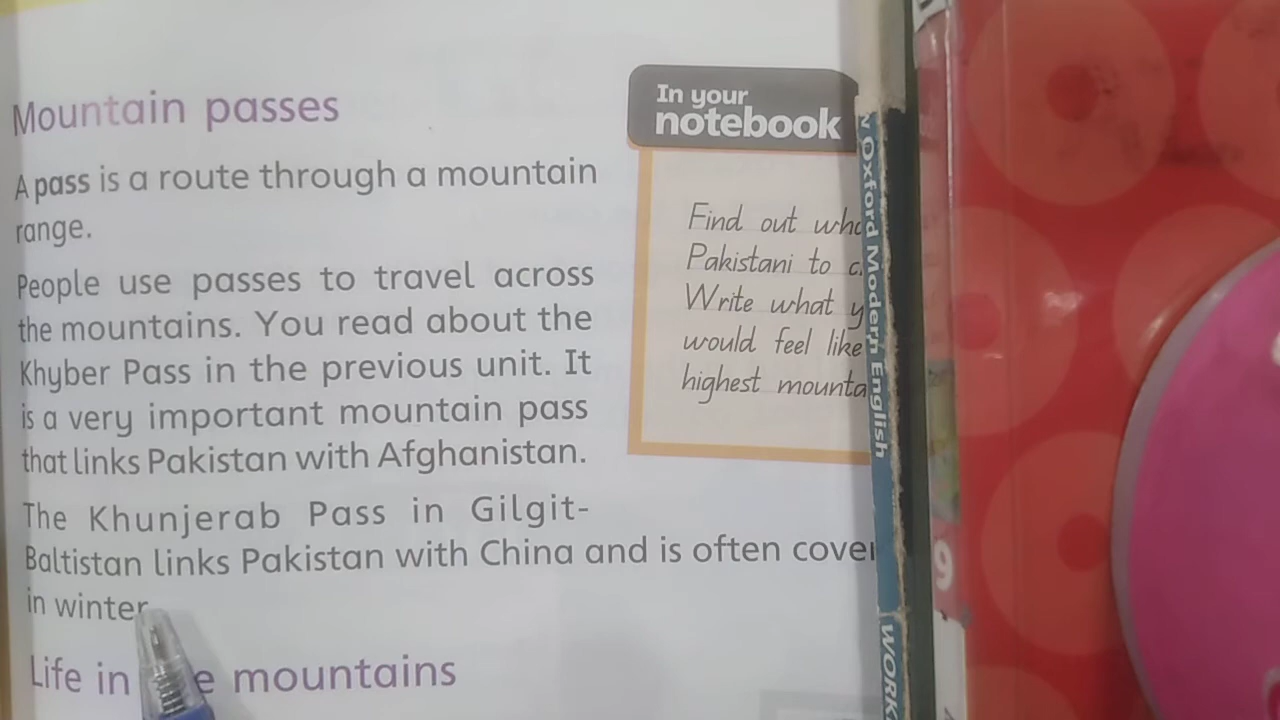 Mountain passes
A pass is a route through a mountain
range.
People use passes to travel across
the mountains. You read about the
Khyber Pass in the previous unit. It
is a very important mountain pass
that links Pakistan with Afghanistan.
The Khunjerab Pass in Gilgit-
Baltistan links Pakistan with China and is often
in winter
Life in mountains
In your
notebook
Find out
Pakistani to
Write what
would feel like
highest
Oxford Modern English
9